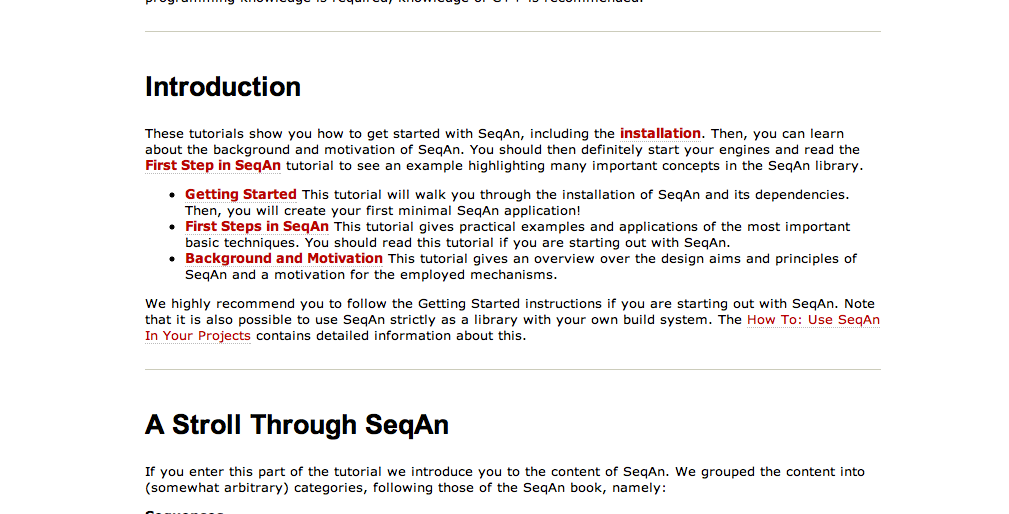 programming knowledge is required, knowledge of C++ is recommended.
Introduction
These tutorials show you how to get started with SeqAn, including the installation. Then, you can learn
about the background and motivation of SeqAn. You should then definitely start your engines and read the
First Step in SeqAn tutorial to see an example highlighting many important concepts in the SeqAn library.
• Getting Started This tutorial will walk you through the installation of SeqAn and its dependencies.
Then, you will create your first minimal SeqAn application!
• First Steps in SeqAn This tutorial gives practical examples and applications of the most important
basic techniques. You should read this tutorial if you are starting out with SeqAn.
• Background and Motivation This tutorial gives an overview over the design aims and principles of
SeqAn and a motivation for the employed mechanisms.
We highly recommend you to follow the Getting Started instructions if you are starting out with SeqAn. Note
that it is also possible to use SeqAn strictly as a library with your own build system. The How To: Use SeqAn
In Your Projects contains detailed information about this.
A Stroll Through SeqAn
If you enter this part of the tutorial we introduce you to the content of SeqAn. We grouped the content into
(somewhat arbitrary) categories, following those of the SeqAn book, namely:
Sequences